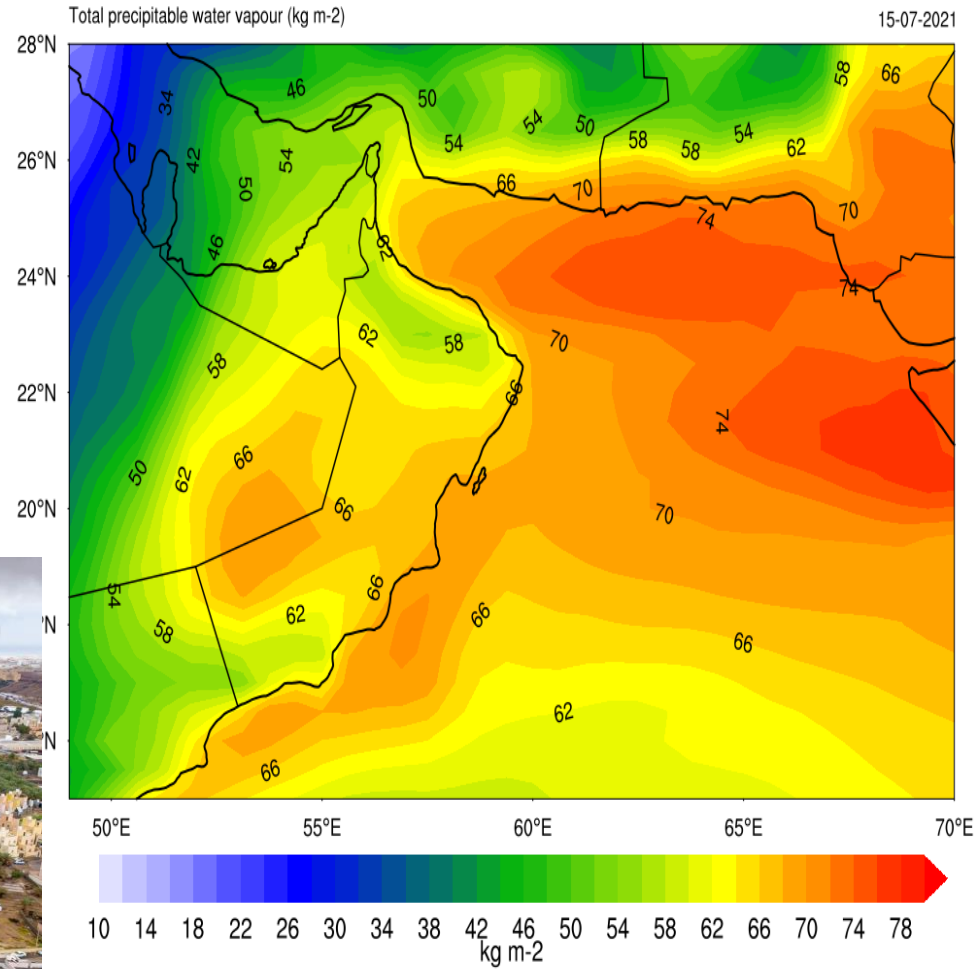 Total precipitable water vapour (kg m-2) 15-07-2021
28°N
46 50 54 58 66
34
54 50 58 58 54 62
26°N 42 54
50 66 70 74 70
46 62
24°N 74
62 58 70
58
22°N 66
74
50 62 66
20°N 66 70
54 66
N 58 62 66 66
62
N 66
50°E 55°E 60°E 65°E 70°E
10 14 18 22 26 30 34 38 42 46 50 54 58 62 66 70 74 78
kg m-2